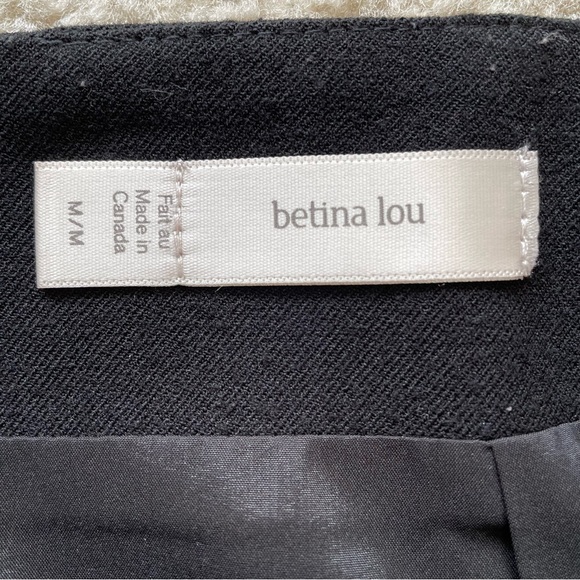 betina lou
Fait au
Made in
Canada
M/M